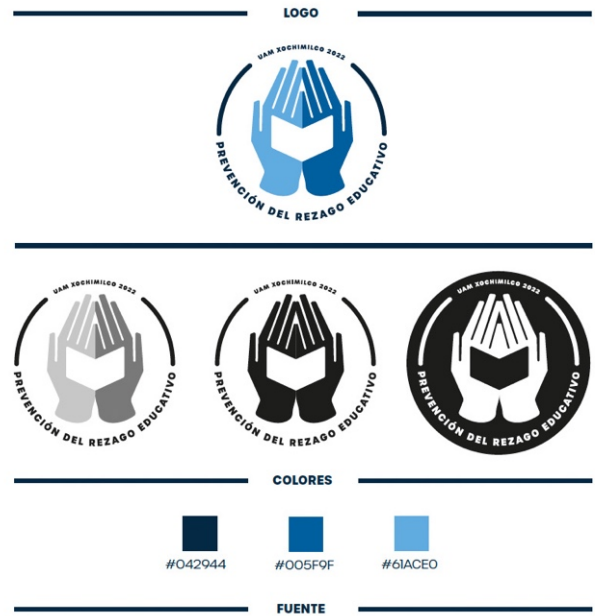 LOGO
UAM XOCHIMILCO 2022
PREVENCIÓN DEL REZAGO EDUCATIVO
UAM XOCHIMILCO 2022
PREVENCIÓN DEL REZAGO EDUCATIVO
UAM XOCHIMILCO 2022
PREVENCIÓN DEL REZAGO EDUCATIVO
UAM XOCHIMILCO 2022
PREVENCIÓN DEL REZAGO EDUCATIVO
COLORES
#042944
#005F9F
#61ACE0
FUENTE